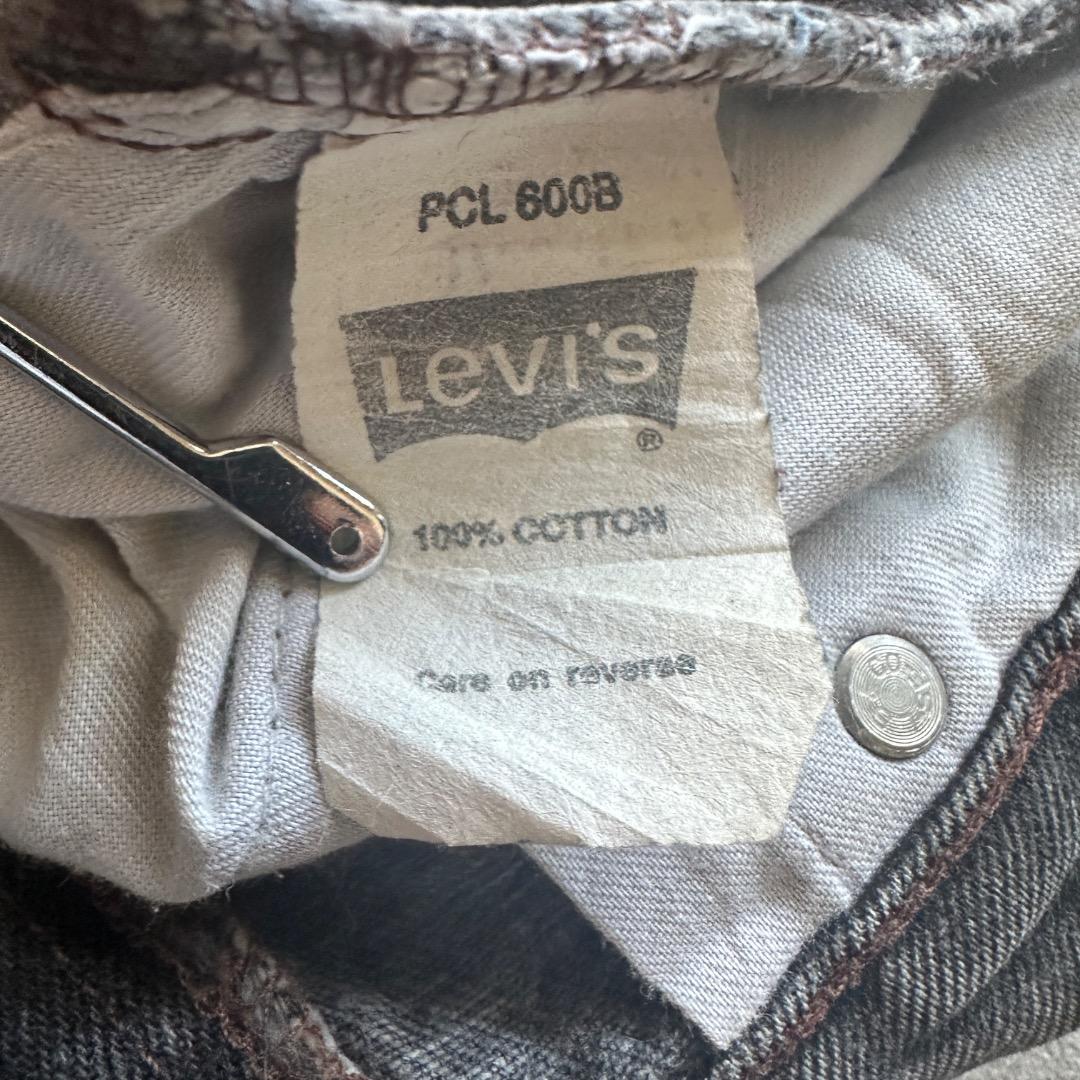 PCL 600B
Levi's
®
100% COTTON
Care on reverse